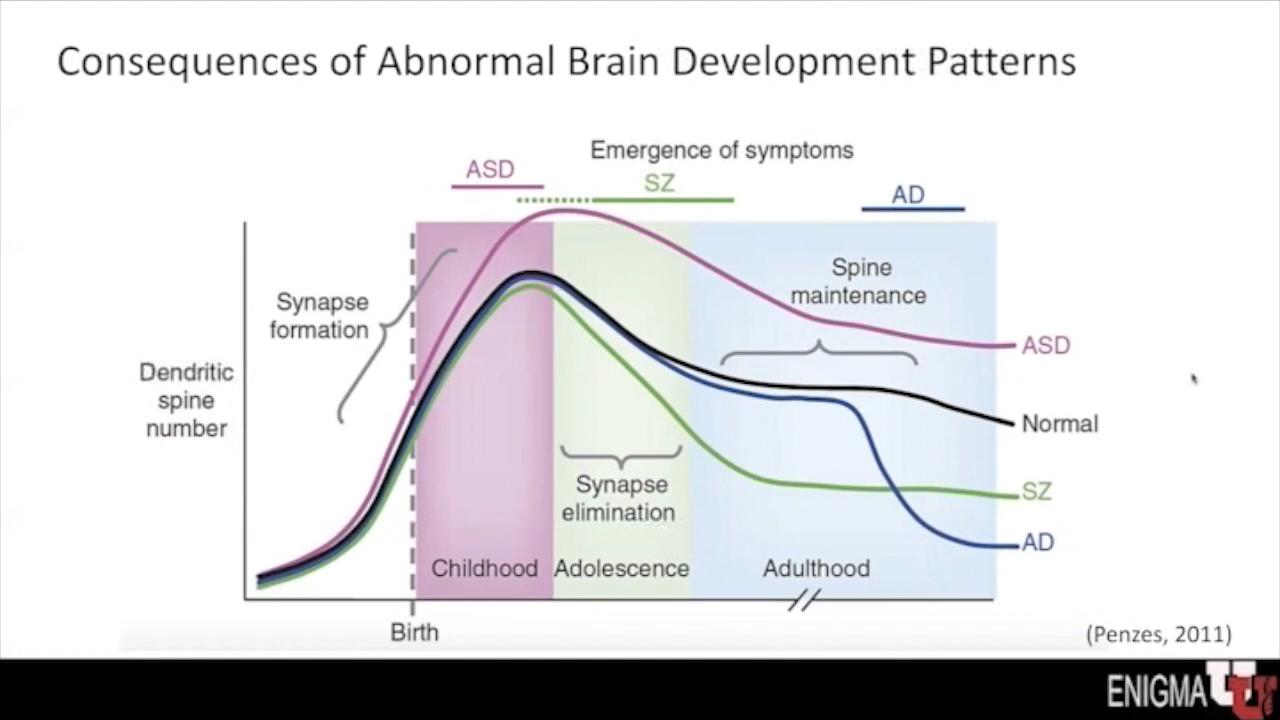 Consequences of Abnormal Brain Development Patterns
Emergence of symptoms
ASD
SZ
AD
Synapse
formation
Spine
maintenance
Dendritic
spine
number
ASD
Normal
SZ
AD
Synapse
elimination
Childhood
Adolescence
Adulthood
Birth
(Penzes, 2011)
ENIGMA
U